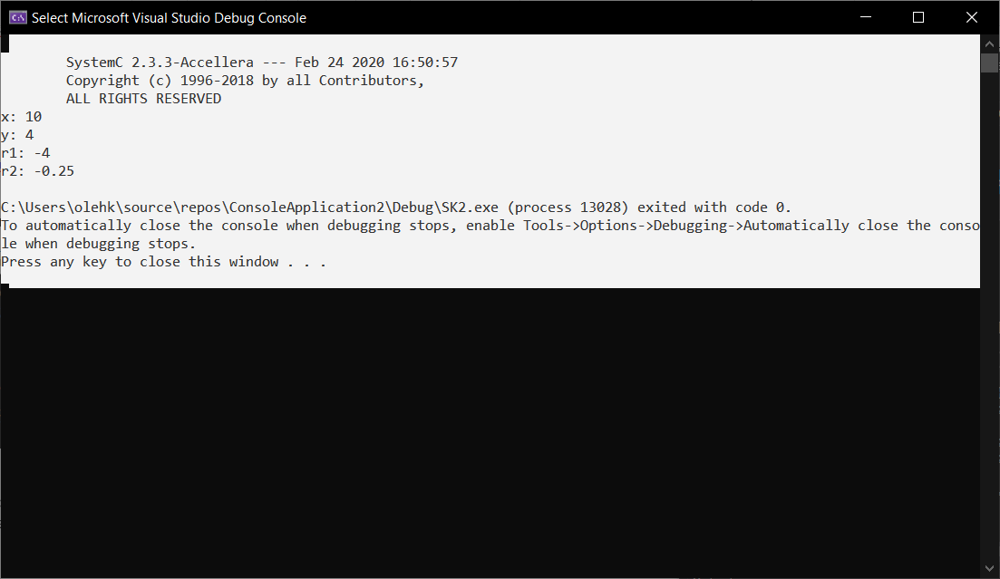 Select Microsoft Visual Studio Debug Console
SystemC 2.3.3-Accellera --- Feb 24 2020 16:50:57
Copyright (c) 1996-2018 by all Contributors,
ALL RIGHTS RESERVED
x: 10
y: 4
r1: -4
r2: -0.25
C:\Users\olehk\source\repos\ConsoleApplication2\Debug\SK2.exe (process 13028) exited with code 0.
To automatically close the console when debugging stops, enable Tools->Options->Debugging->Automatically close the conso
le when debugging stops.
Press any key to close this window . . .